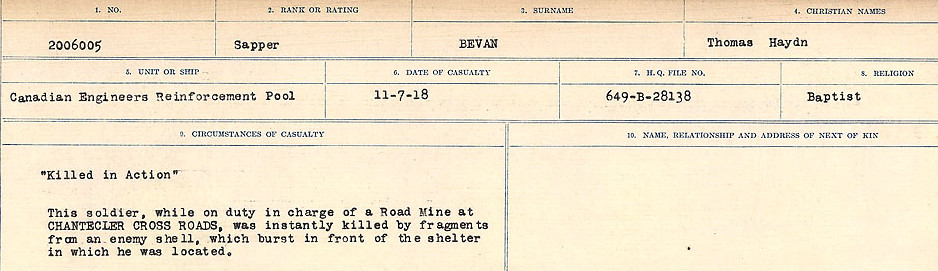 1. NO. 2. RANK OR RATING 3. SURNAME 4. CHRISTIAN NAMES
2006005 Sapper BEVAN Thomas Haydn
5. UNIT OR SHIP 6. DATE OF CASUALTY 7. H.Q. FILE NO. 8. RELIGION
Canadian Engineers Reinforcement Pool 11-7-18 649-B-28138 Baptist
9. CIRCUMSTANCES OF CASUALTY 10. NAME, RELATIONSHIP AND ADDRESS OF NEXT OF KIN
"Killed in Action"
This soldier, while on duty in charge of a Road Mine at
CHANTECLER CROSS ROADS, was instantly killed by fragments
from an enemy shell, which burst in front of the shelter
in which he was located.